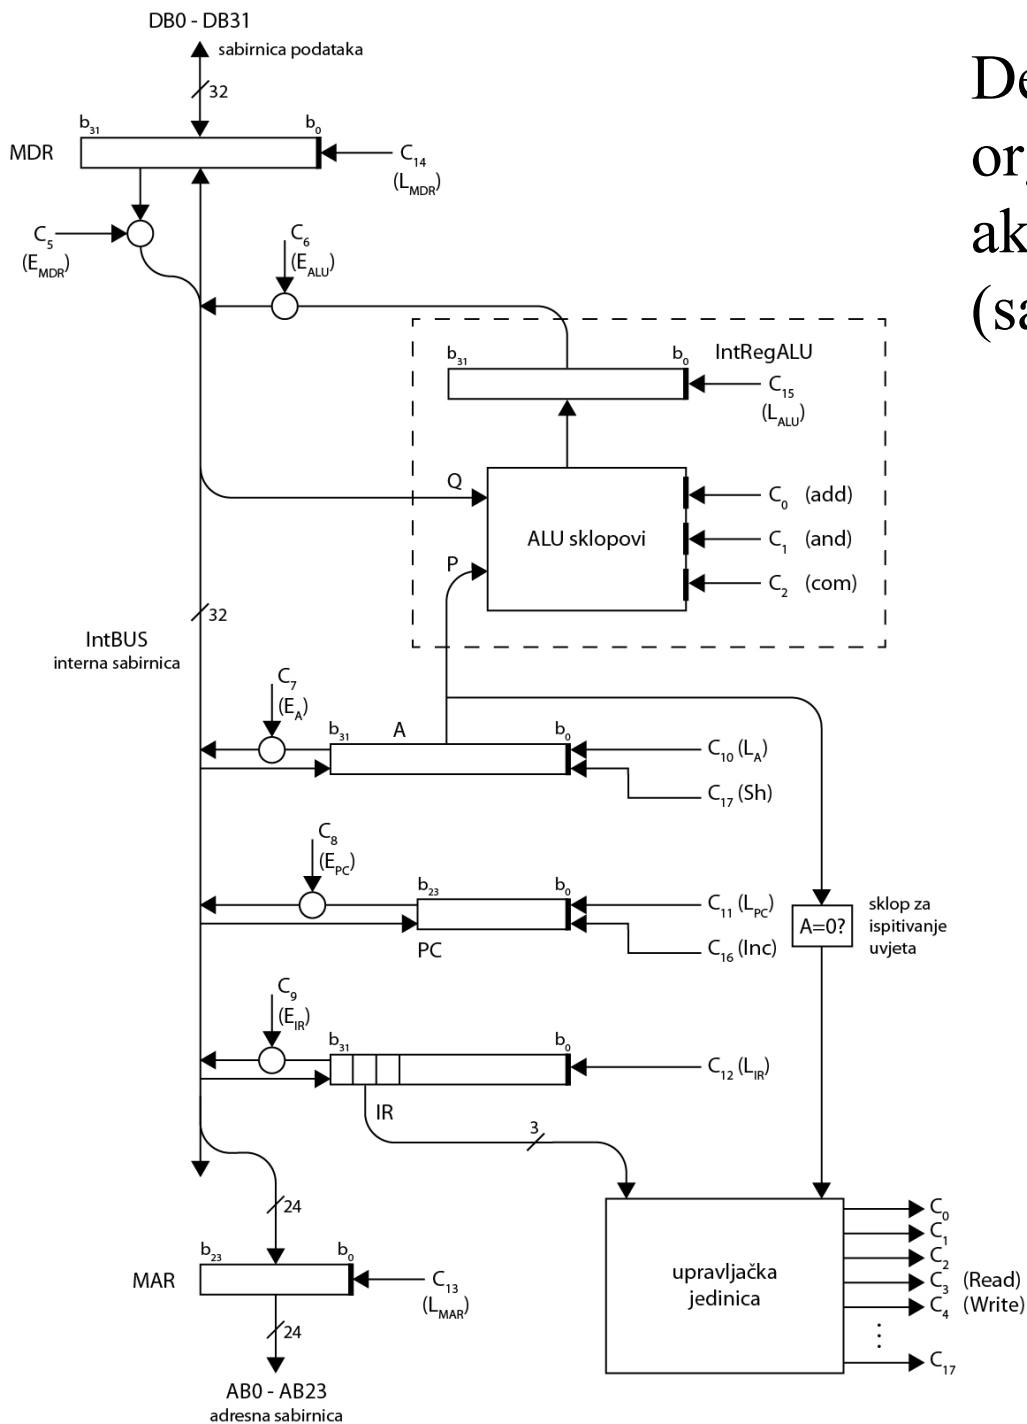 DB0 - DB31
sabirnica podataka
32
b31 b0
MDR
C14
(LMDR)
C5
(EMDR)
C6
(EALU)
b31 b0 IntRegALU
C15
(LALU)
Q
P
ALU sklopovi
C0 (add)
C1 (and)
C2 (com)
32
IntBUS
interna sabirnica
C7
(EA)
b31 A b0
C10 (LA)
C17 (Sh)
C8
(EPC)
b23 b0
PC
C11 (LPC)
C16 (Inc)
A=0?
sklop za
ispitivanje
uvjeta
C9
(EIR)
b31 b0
C12 (LIR)
IR
3
24
b23 b0
MAR
C13
(LMAR)
24
AB0 - AB23
adresna sabirnica
upravljačka
jedinica
C0
C1
C2
C3 (Read)
C4 (Write)
⋮
C17
De
org
ak
(sa